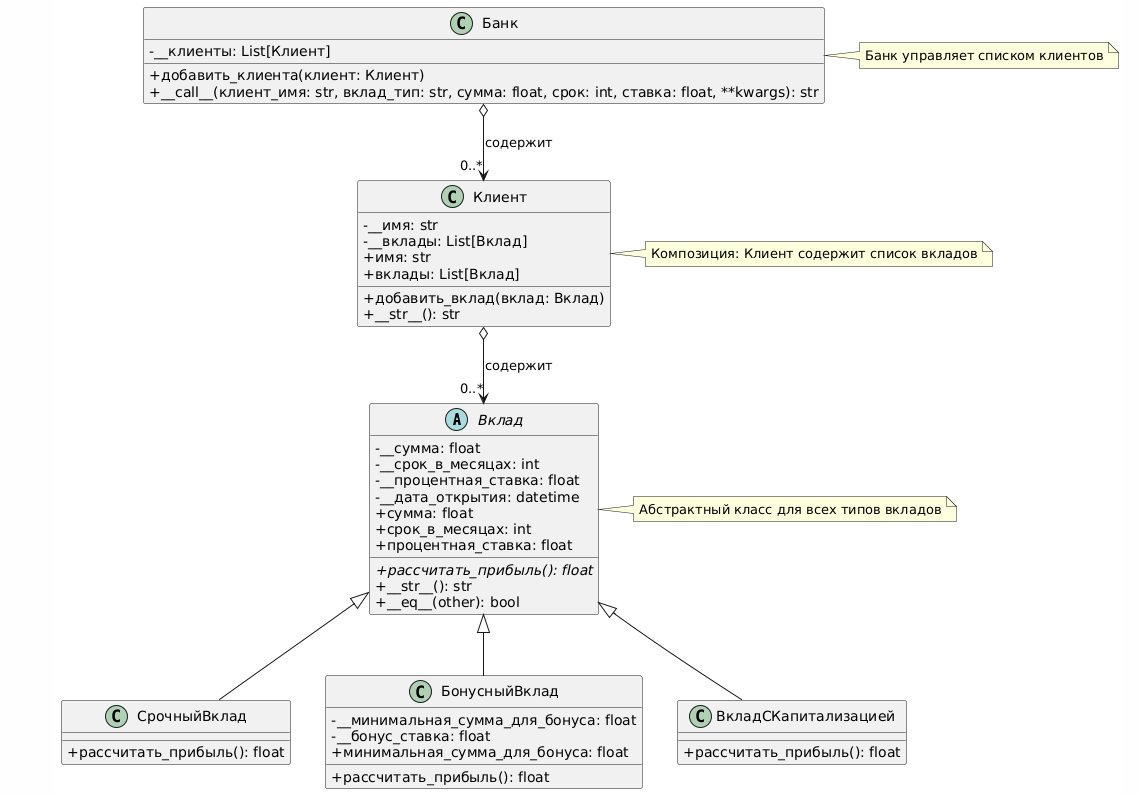 C Банк
-__клиенты: List[Клиент]
+добавить_клиента(клиент: Клиент)
+__call__(клиент_имя: str, вклад_тип: str, сумма: float, срок: int, ставка: float, **kwargs): str
Банк управляет списком клиентов
содержит
0..*
C Клиент
-__имя: str
-__вклады: List[Вклад]
+имя: str
+вклады: List[Вклад]
+добавить_вклад(вклад: Вклад)
+__str__(): str
Композиция: Клиент содержит список вкладов
содержит
0..*
A Вклад
-__сумма: float
-__срок_в_месяцах: int
-__процентная_ставка: float
-__дата_открытия: datetime
+сумма: float
+срок_в_месяцах: int
+процентная_ставка: float
+рассчитать_прибыль(): float
+__str__(): str
+__eq__(other): bool
Абстрактный класс для всех типов вкладов
C СрочныйВклад
+рассчитать_прибыль(): float
C БонусныйВклад
-__минимальная_сумма_для_бонуса: float
-__бонус_ставка: float
+минимальная_сумма_для_бонуса: float
+рассчитать_прибыль(): float
C ВкладСКапитализацией
+рассчитать_прибыль(): float